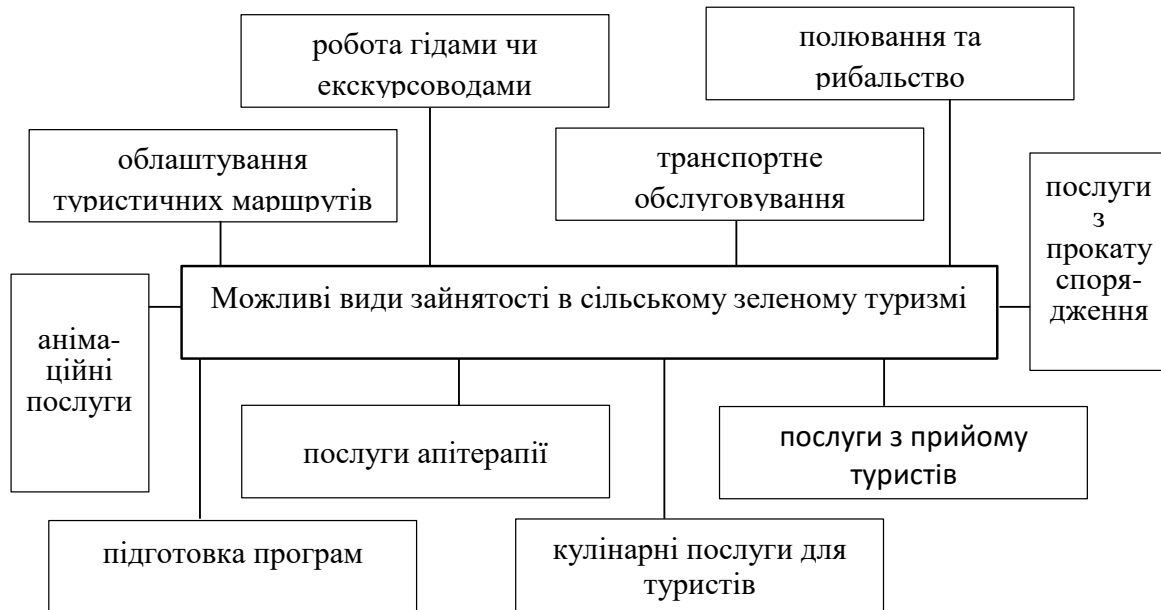 робота гідами чи
екскурсоводами
полювання та
рибальство
облаштування
туристичних маршрутів
транспортне
обслуговування
послуги
з
прокату
споря-
дження
Можливі види зайнятості в сільському зеленому туризмі
аніма-
ційні
послуги
послуги апітерапії
послуги з прийому
туристів
підготовка програм
кулінарні послуги для
туристів